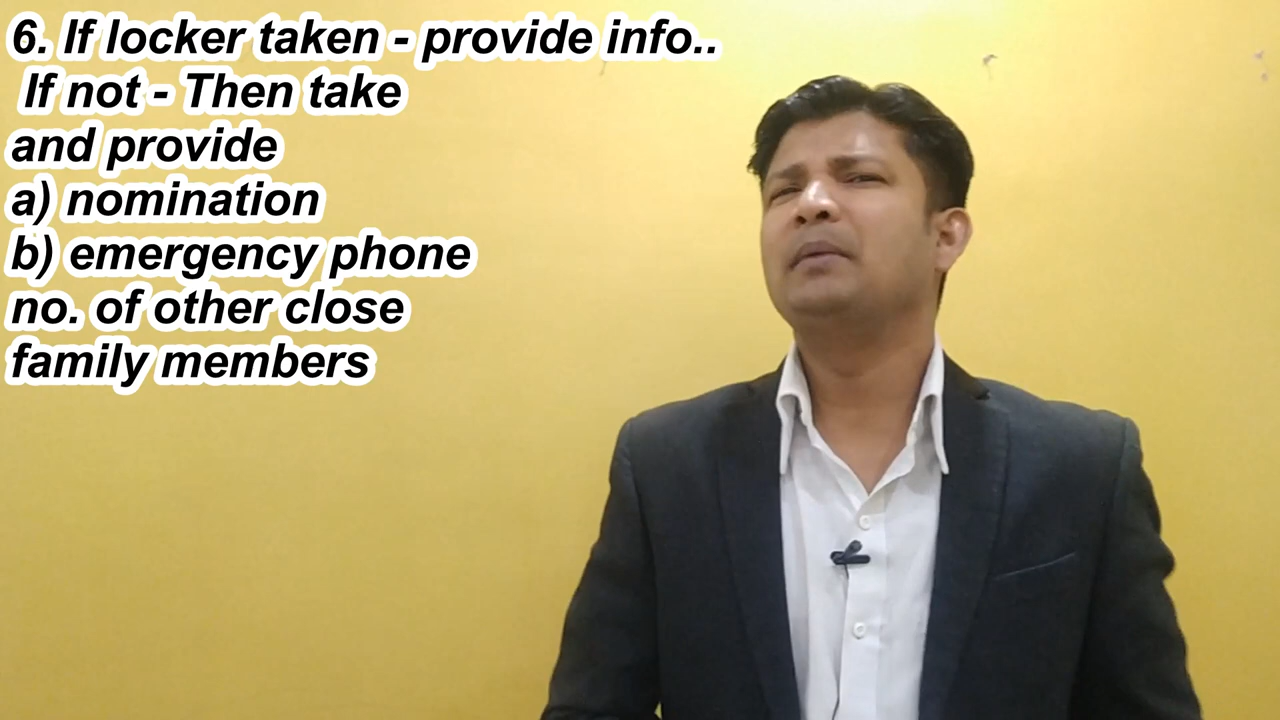 6. If locker taken - provide info..
If not - Then take
and provide
a) nomination
b) emergency phone
no. of other close
family members